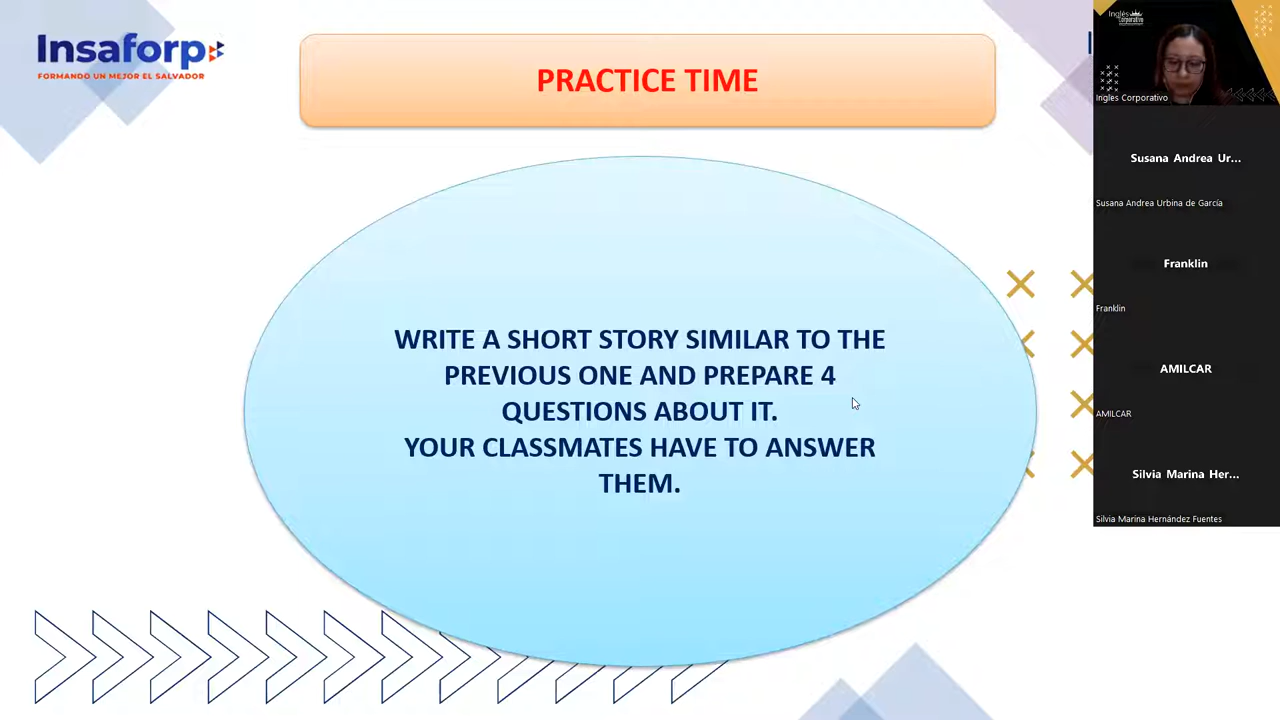 Insaforp
FORMANDO UN MEJOR EL SALVADOR
PRACTICE TIME
WRITE A SHORT STORY SIMILAR TO THE
PREVIOUS ONE AND PREPARE 4
QUESTIONS ABOUT IT.
YOUR CLASSMATES HAVE TO ANSWER
THEM.
Inglés
Corporativo
Ingles Corporativo
Susana Andrea Ur...
Susana Andrea Urbina de García
Franklin
Franklin
AMILCAR
AMILCAR
Silvia Marina Her...
Silvia Marina Hernández Fuentes